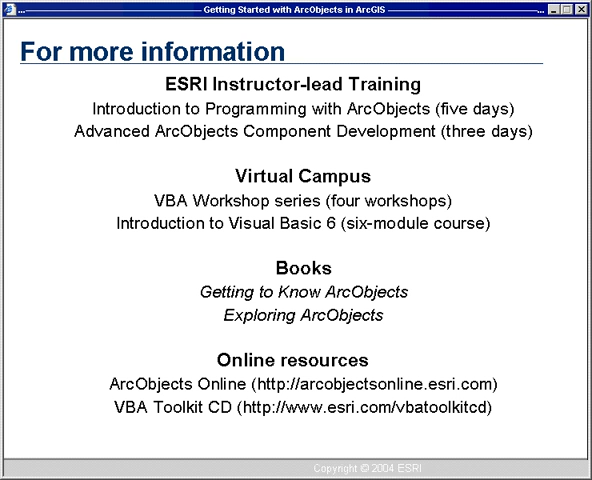 Getting Started with ArcObjects in ArcGIS
For more information
ESRI Instructor-lead Training
Introduction to Programming with ArcObjects (five days)
Advanced ArcObjects Component Development (three days)
Virtual Campus
VBA Workshop series (four workshops)
Introduction to Visual Basic 6 (six-module course)
Books
Getting to Know ArcObjects
Exploring ArcObjects
Online resources
ArcObjects Online (http://arcobjectsonline.esri.com)
VBA Toolkit CD (http://www.esri.com/vbatoolkitcd)
Copyright © 2004 ESRI